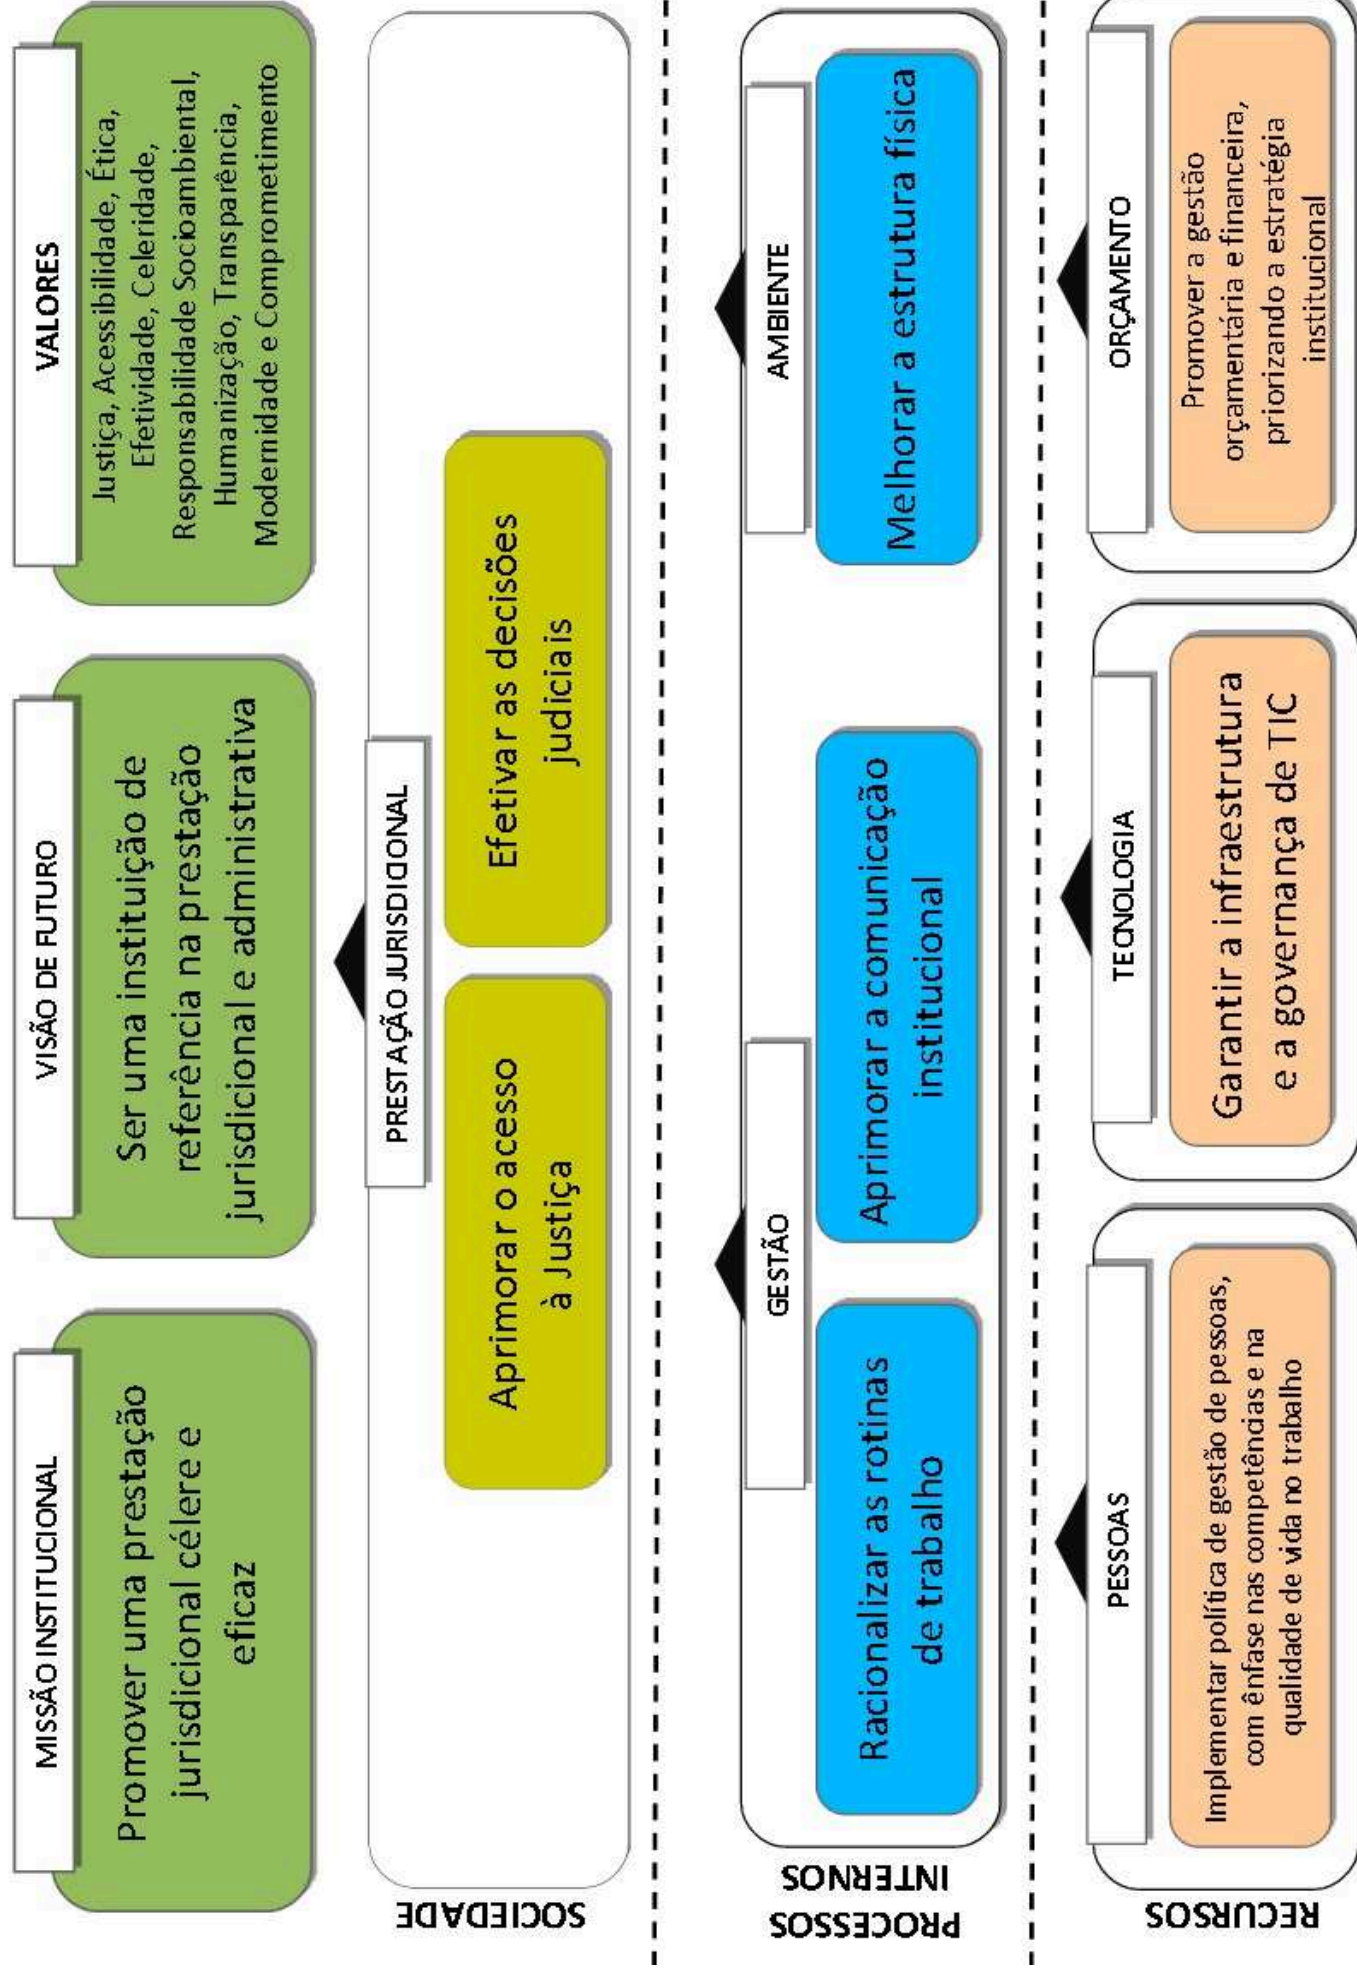 MISSÃO INSTITUCIONAL
Promover uma prestação
jurisdicional célere e
eficaz
VISÃO DE FUTURO
Ser uma instituição de
referência na prestação
jurisdicional e administrativa
VALORES
Justiça, Acessibilidade, Ética,
Efetividade, Celeridade,
Responsabilidade Socioambiental,
Humanização, Transparência,
Modernidade e Comprometimento
SOCIEDADE
PRESTAÇÃO JURISDICIONAL
Aprimorar o acesso
à Justiça
Efetivar as decisões
judiciais
PROCESSOS
INTERNOS
GESTÃO
Racionalizar as rotinas
de trabalho
Aprimorar a comunicação
institucional
AMBIENTE
Melhorar a estrutura física
RECURSOS
PESSOAS
Implementar política de gestão de pessoas,
com ênfase nas competências e na
qualidade de vida no trabalho
TECNOLOGIA
Garantir a infraestrutura
e a governança de TIC
ORÇAMENTO
Promover a gestão
orçamentária e financeira,
priorizando a estratégia
institucional